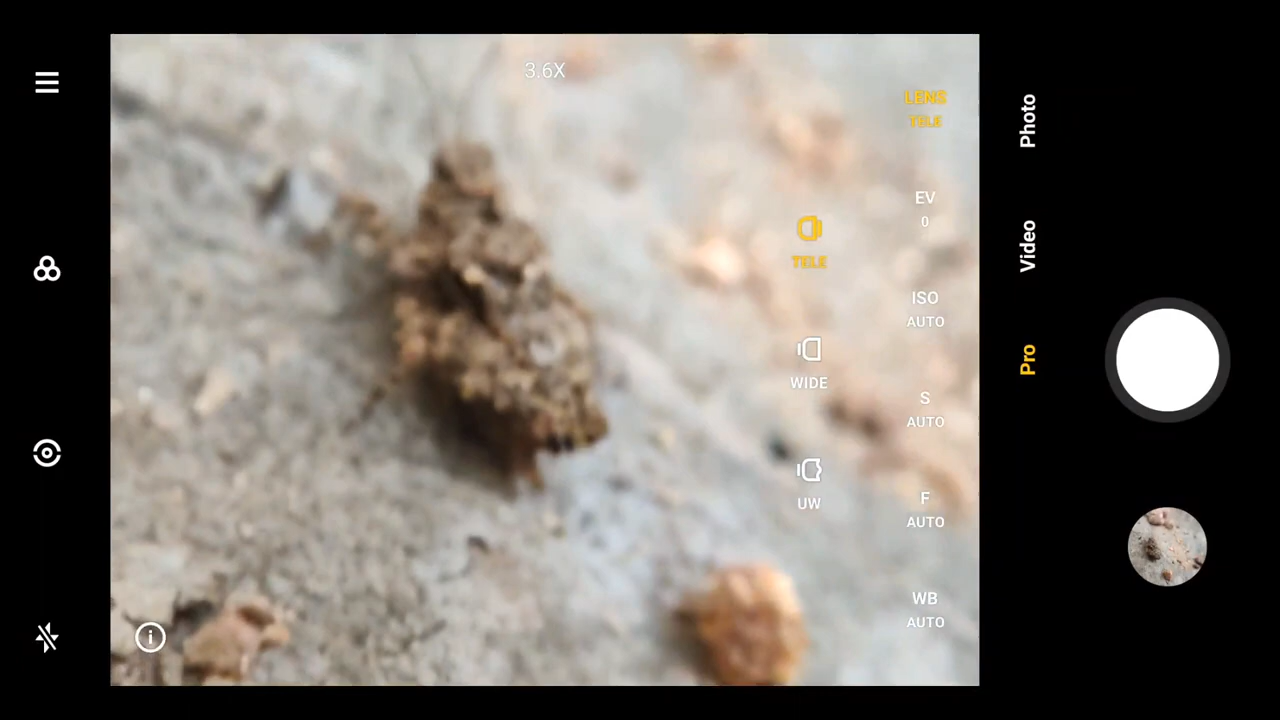 3.6X
LENS
TELE
EV
0
TELE
ISO
AUTO
WIDE
S
AUTO
UW
F
AUTO
WB
AUTO
Photo
Video
Pro